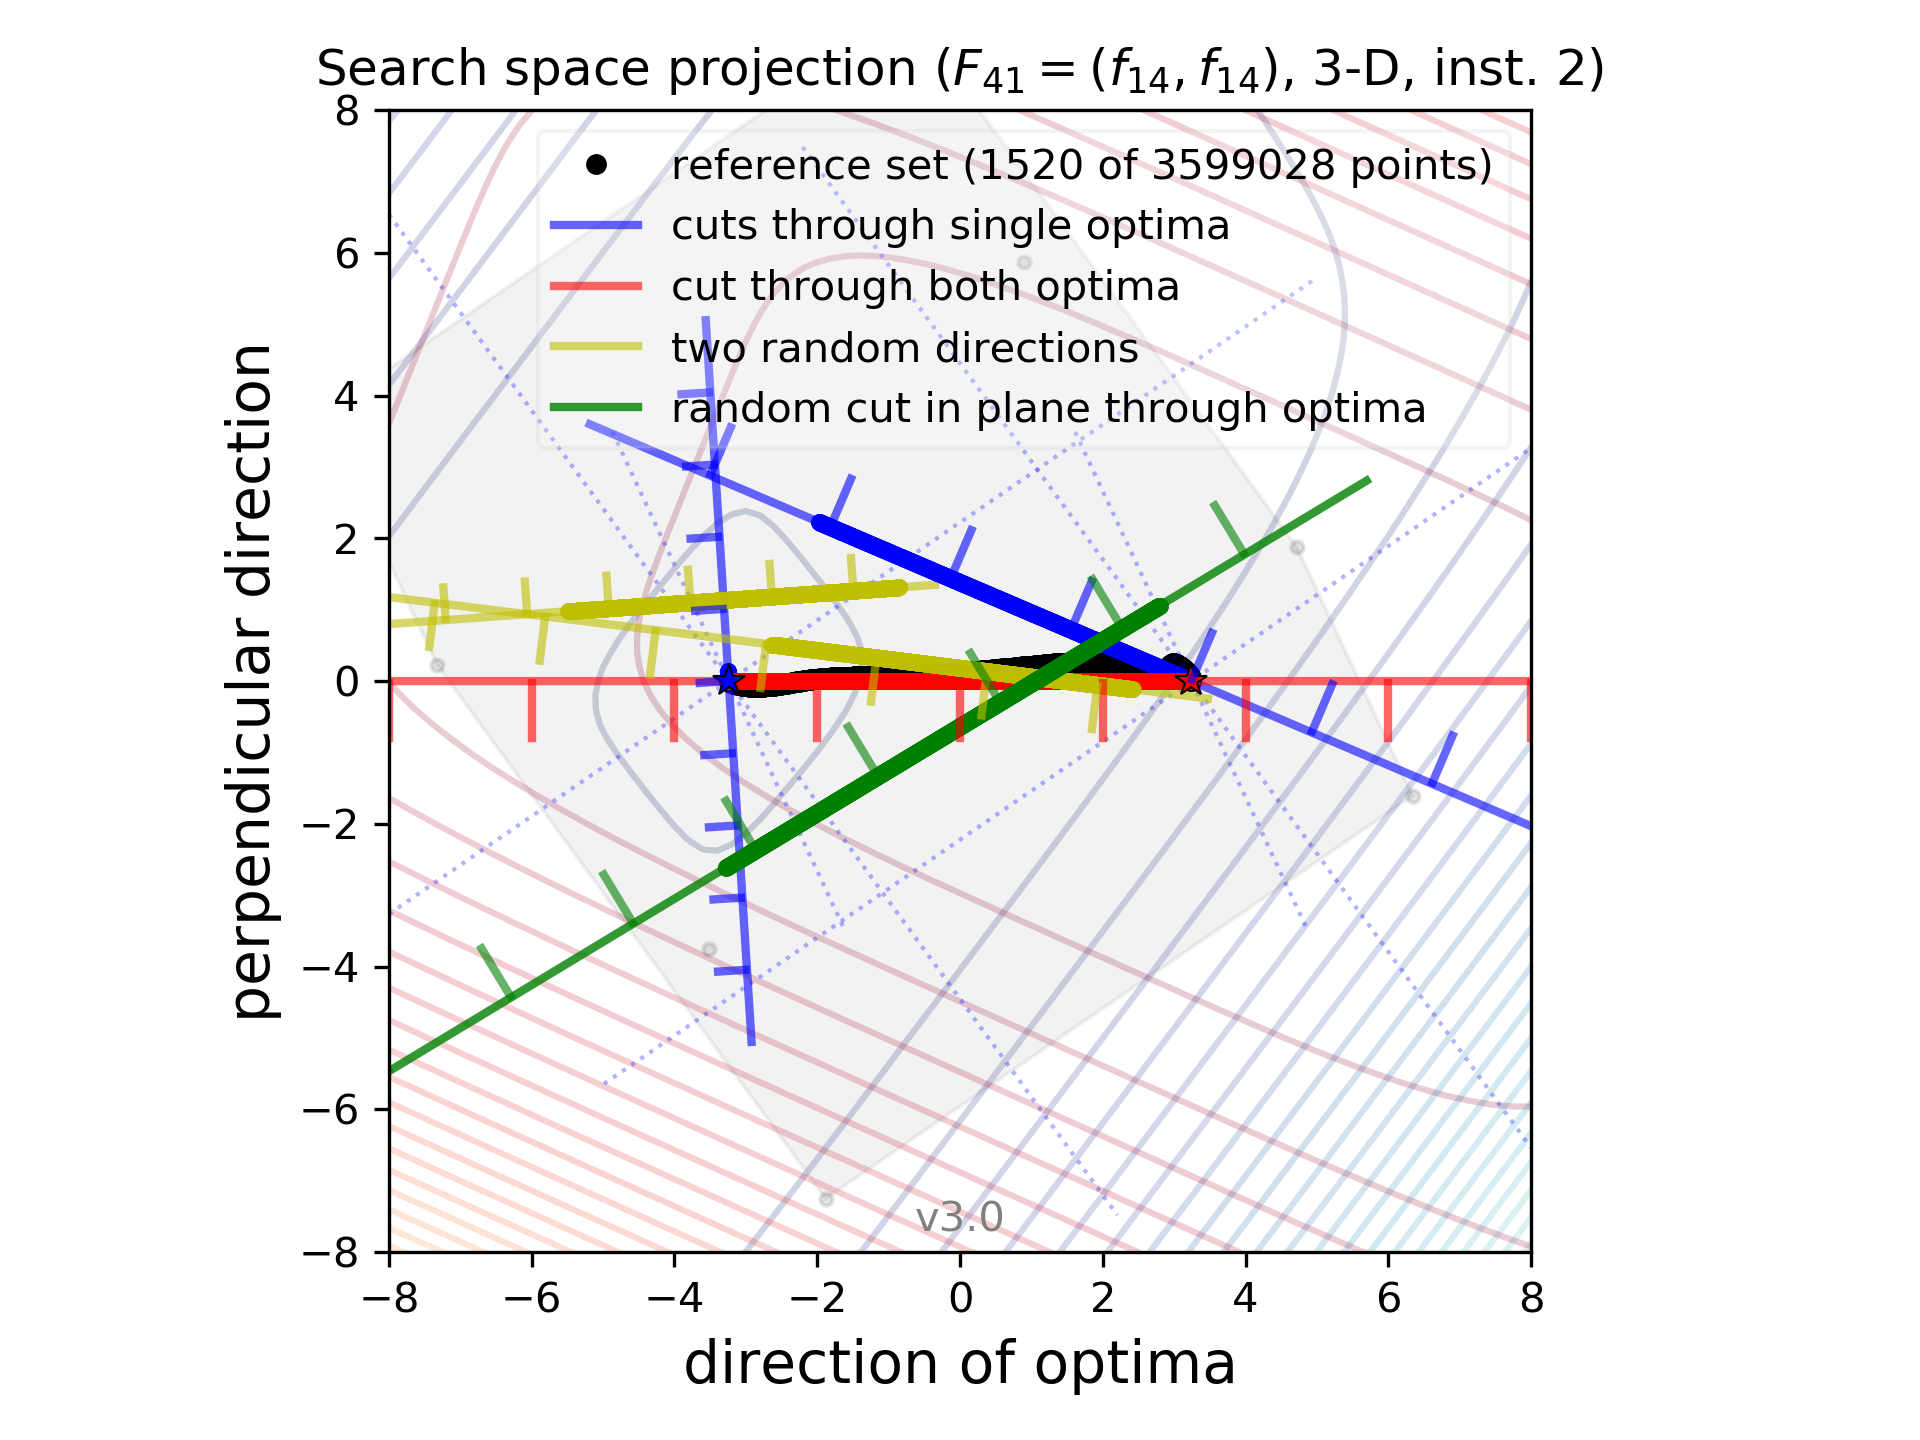 Search space projection (F₄₁ = (f₁₄, f₁₄), 3-D, inst. 2)
reference set (1520 of 3599028 points)
cuts through single optima
cut through both optima
two random directions
random cut in plane through optima
perpendicular direction
8
6
4
2
0
−2
−4
−6
−8
v3.0
−8 −6 −4 −2 0 2 4 6 8
direction of optima